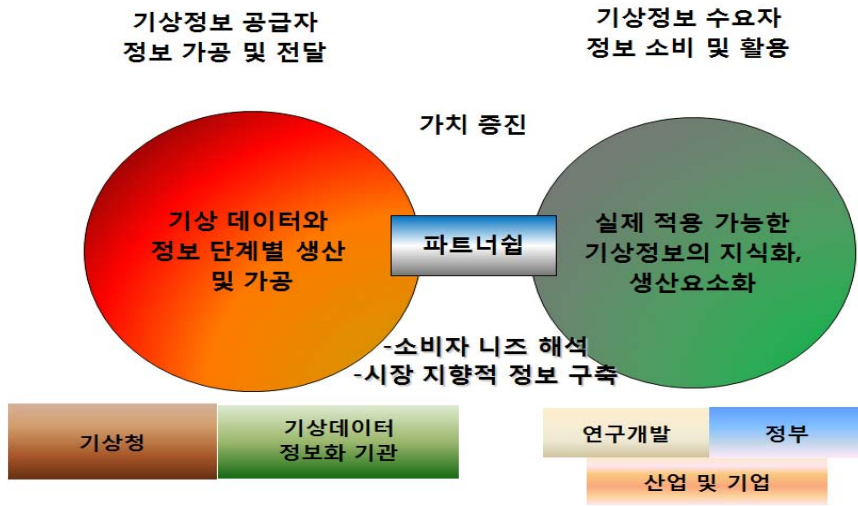 기상정보 공급자
정보 가공 및 전달
기상정보 수요자
정보 소비 및 활용
가치 증진
기상 데이터와
정보 단계별 생산
및 가공
파트너쉽
실제 적용 가능한
기상정보의 지식화,
생산요소화
-소비자 니즈 해석
-시장 지향적 정보 구축
기상청
기상데이터
정보화 기관
연구개발
정부
산업 및 기업